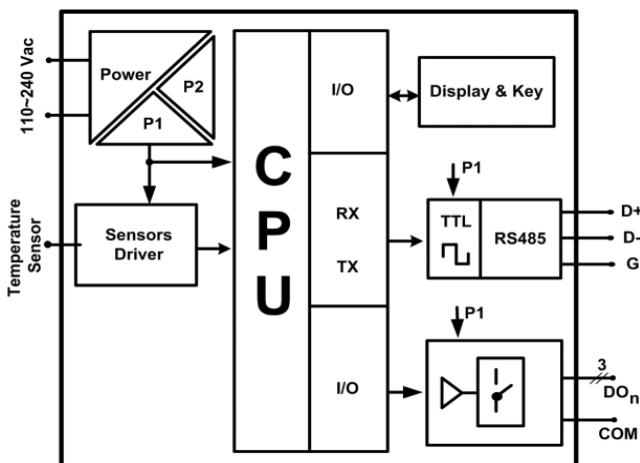 110~240 Vac
Power
P2
P1
Temperature
Sensor
Sensors
Driver
CPU
I/O
RX
TX
I/O
Display & Key
P1
TTL
RS485
D+
D-
G
P1
3
DOn
COM